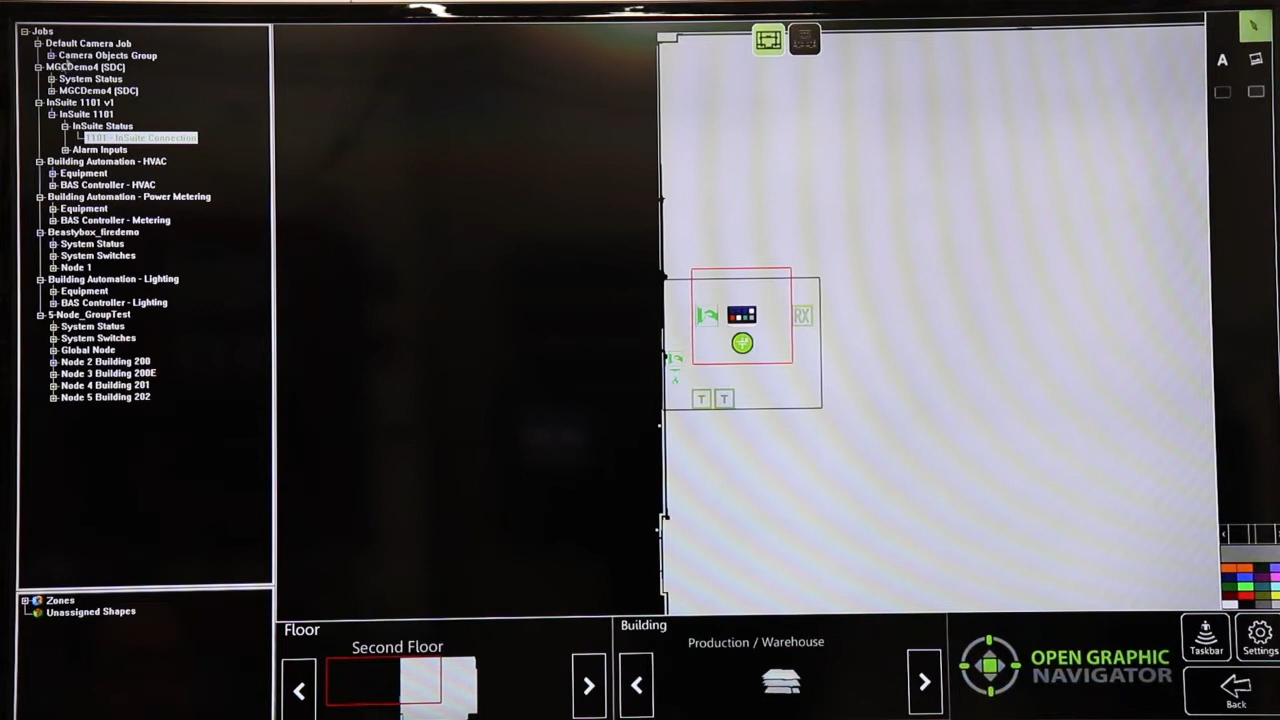 Jobs
Default Camera Job
Camera Objects Group
MGCDemo4 [SDC]
System Status
MGCDemo4 [SDC]
InSuite 1101 v1
InSuite 1101
InSuite Status
1101 - InSuite Connection
Alarm Inputs
Building Automation - HVAC
Equipment
BAS Controller - HVAC
Building Automation - Power Metering
Equipment
BAS Controller - Metering
Beastybox_firedemo
System Status
System Switches
Node 1
Building Automation - Lighting
Equipment
BAS Controller - Lighting
5-Node_GroupTest
System Status
System Switches
Global Node
Node 2 Building 200
Node 3 Building 200E
Node 4 Building 201
Node 5 Building 202
Zones
Unassigned Shapes
RX
T T
A
Floor
Second Floor
Building
Production / Warehouse
OPEN GRAPHIC
NAVIGATOR
Taskbar
Settings
Back